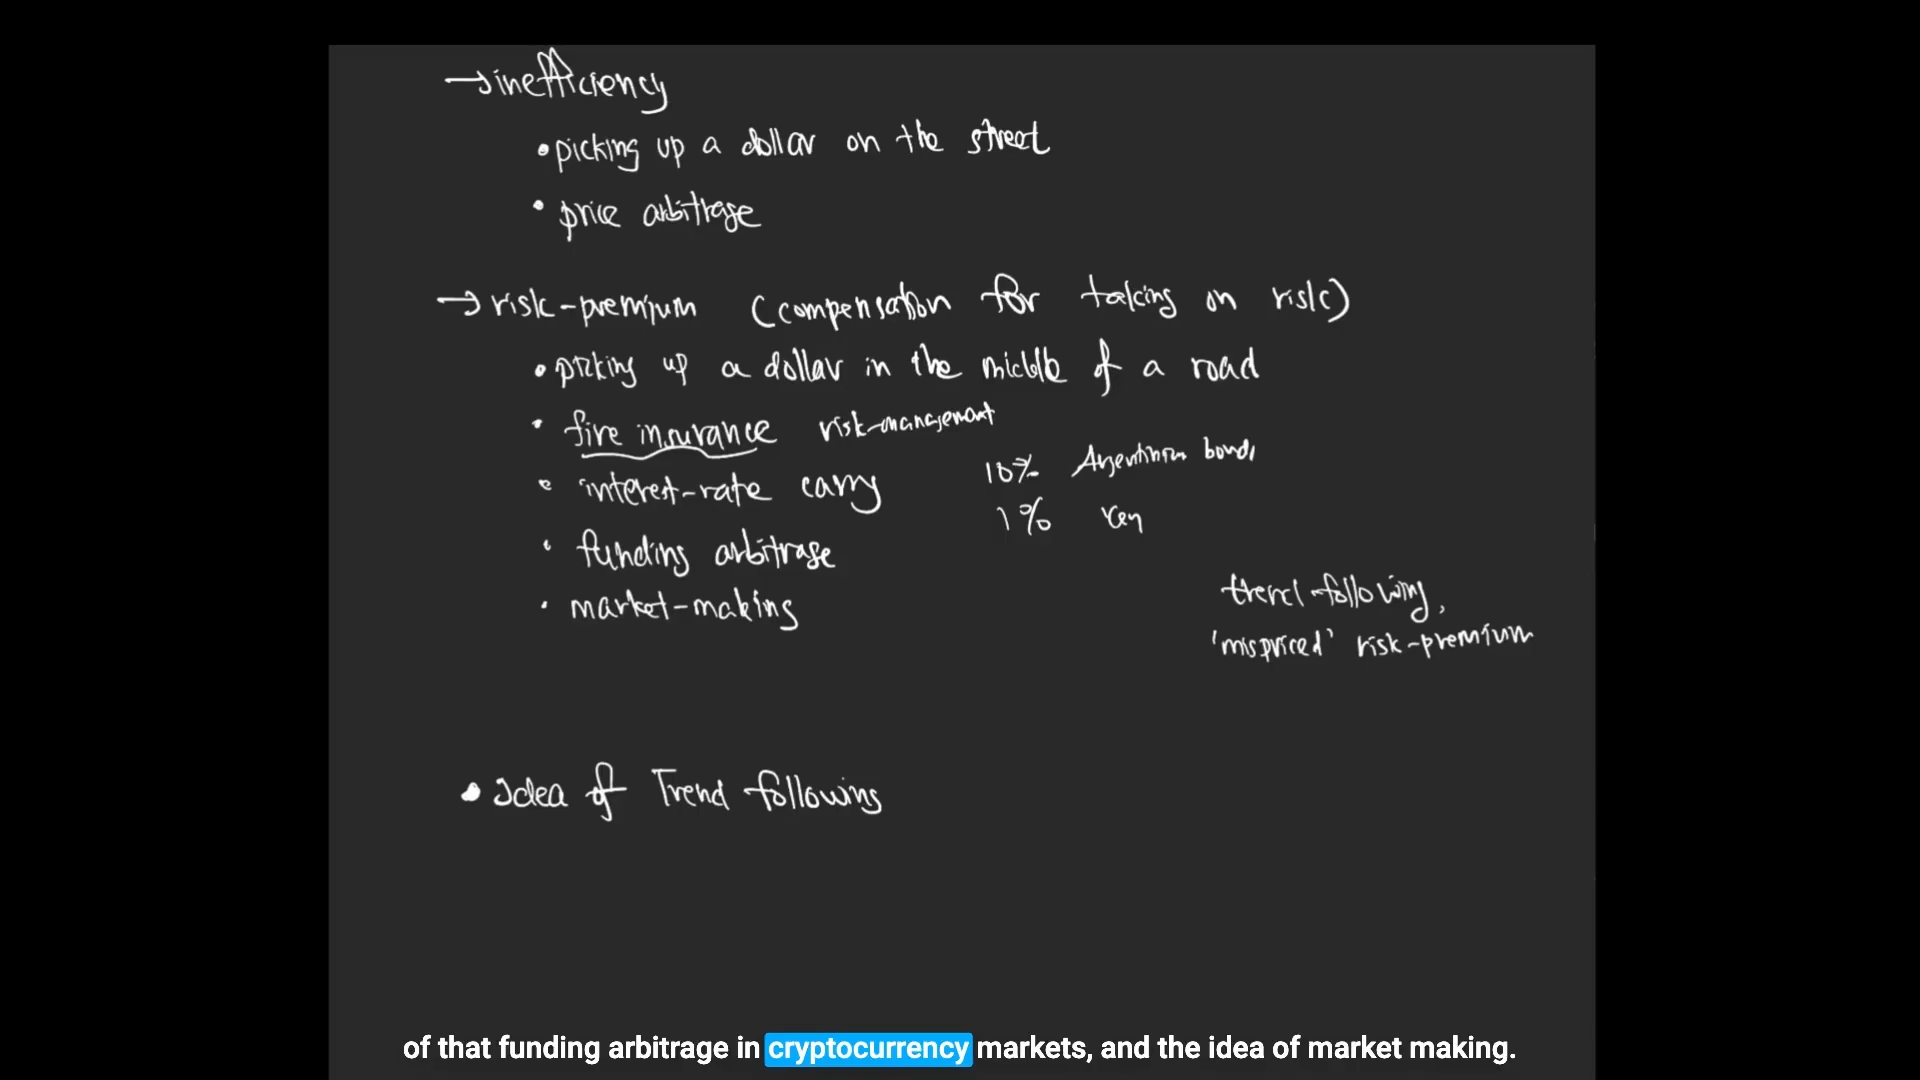 → inefficiency
• picking up a dollar on the street
• price arbitrage
→ risk-premium (compensation for taking on risk)
• picking up a dollar in the middle of a road
• fire insurance risk-management
• interest-rate carry
10% Argentinian bonds
1% Yen
• funding arbitrage
• market-making
trend-following,
'mispriced' risk-premium
• Idea of Trend following
of that funding arbitrage in cryptocurrency markets, and the idea of market making.